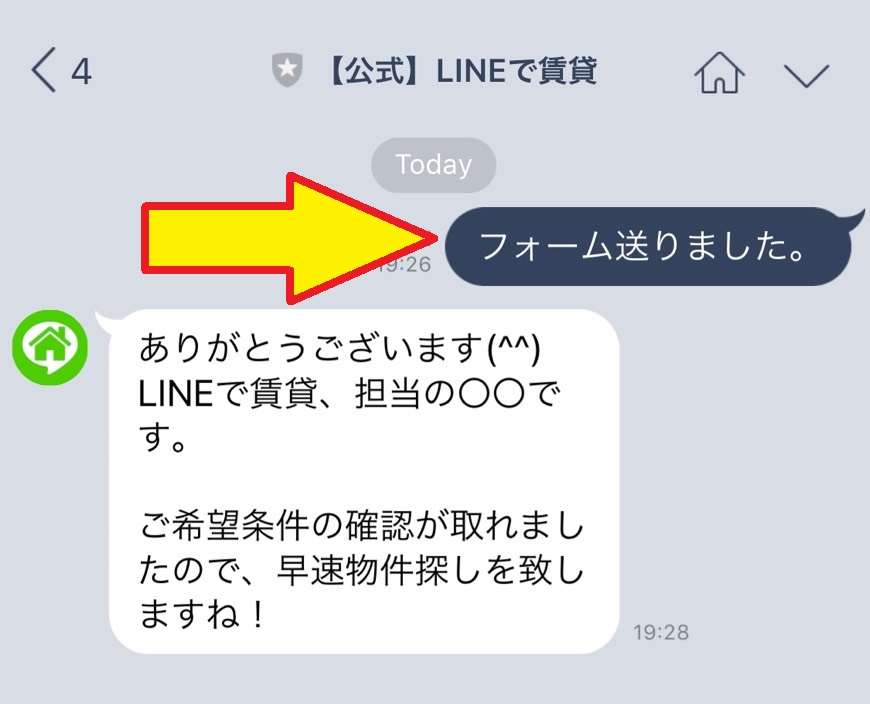 4
【公式】LINEで賃貸
Today
フォーム送りました。
19:26
ありがとうございます(^^)
LINEで賃貸、担当の〇〇で
す。
ご希望条件の確認が取れまし
たので、早速物件探しを致し
ますね！
19:28